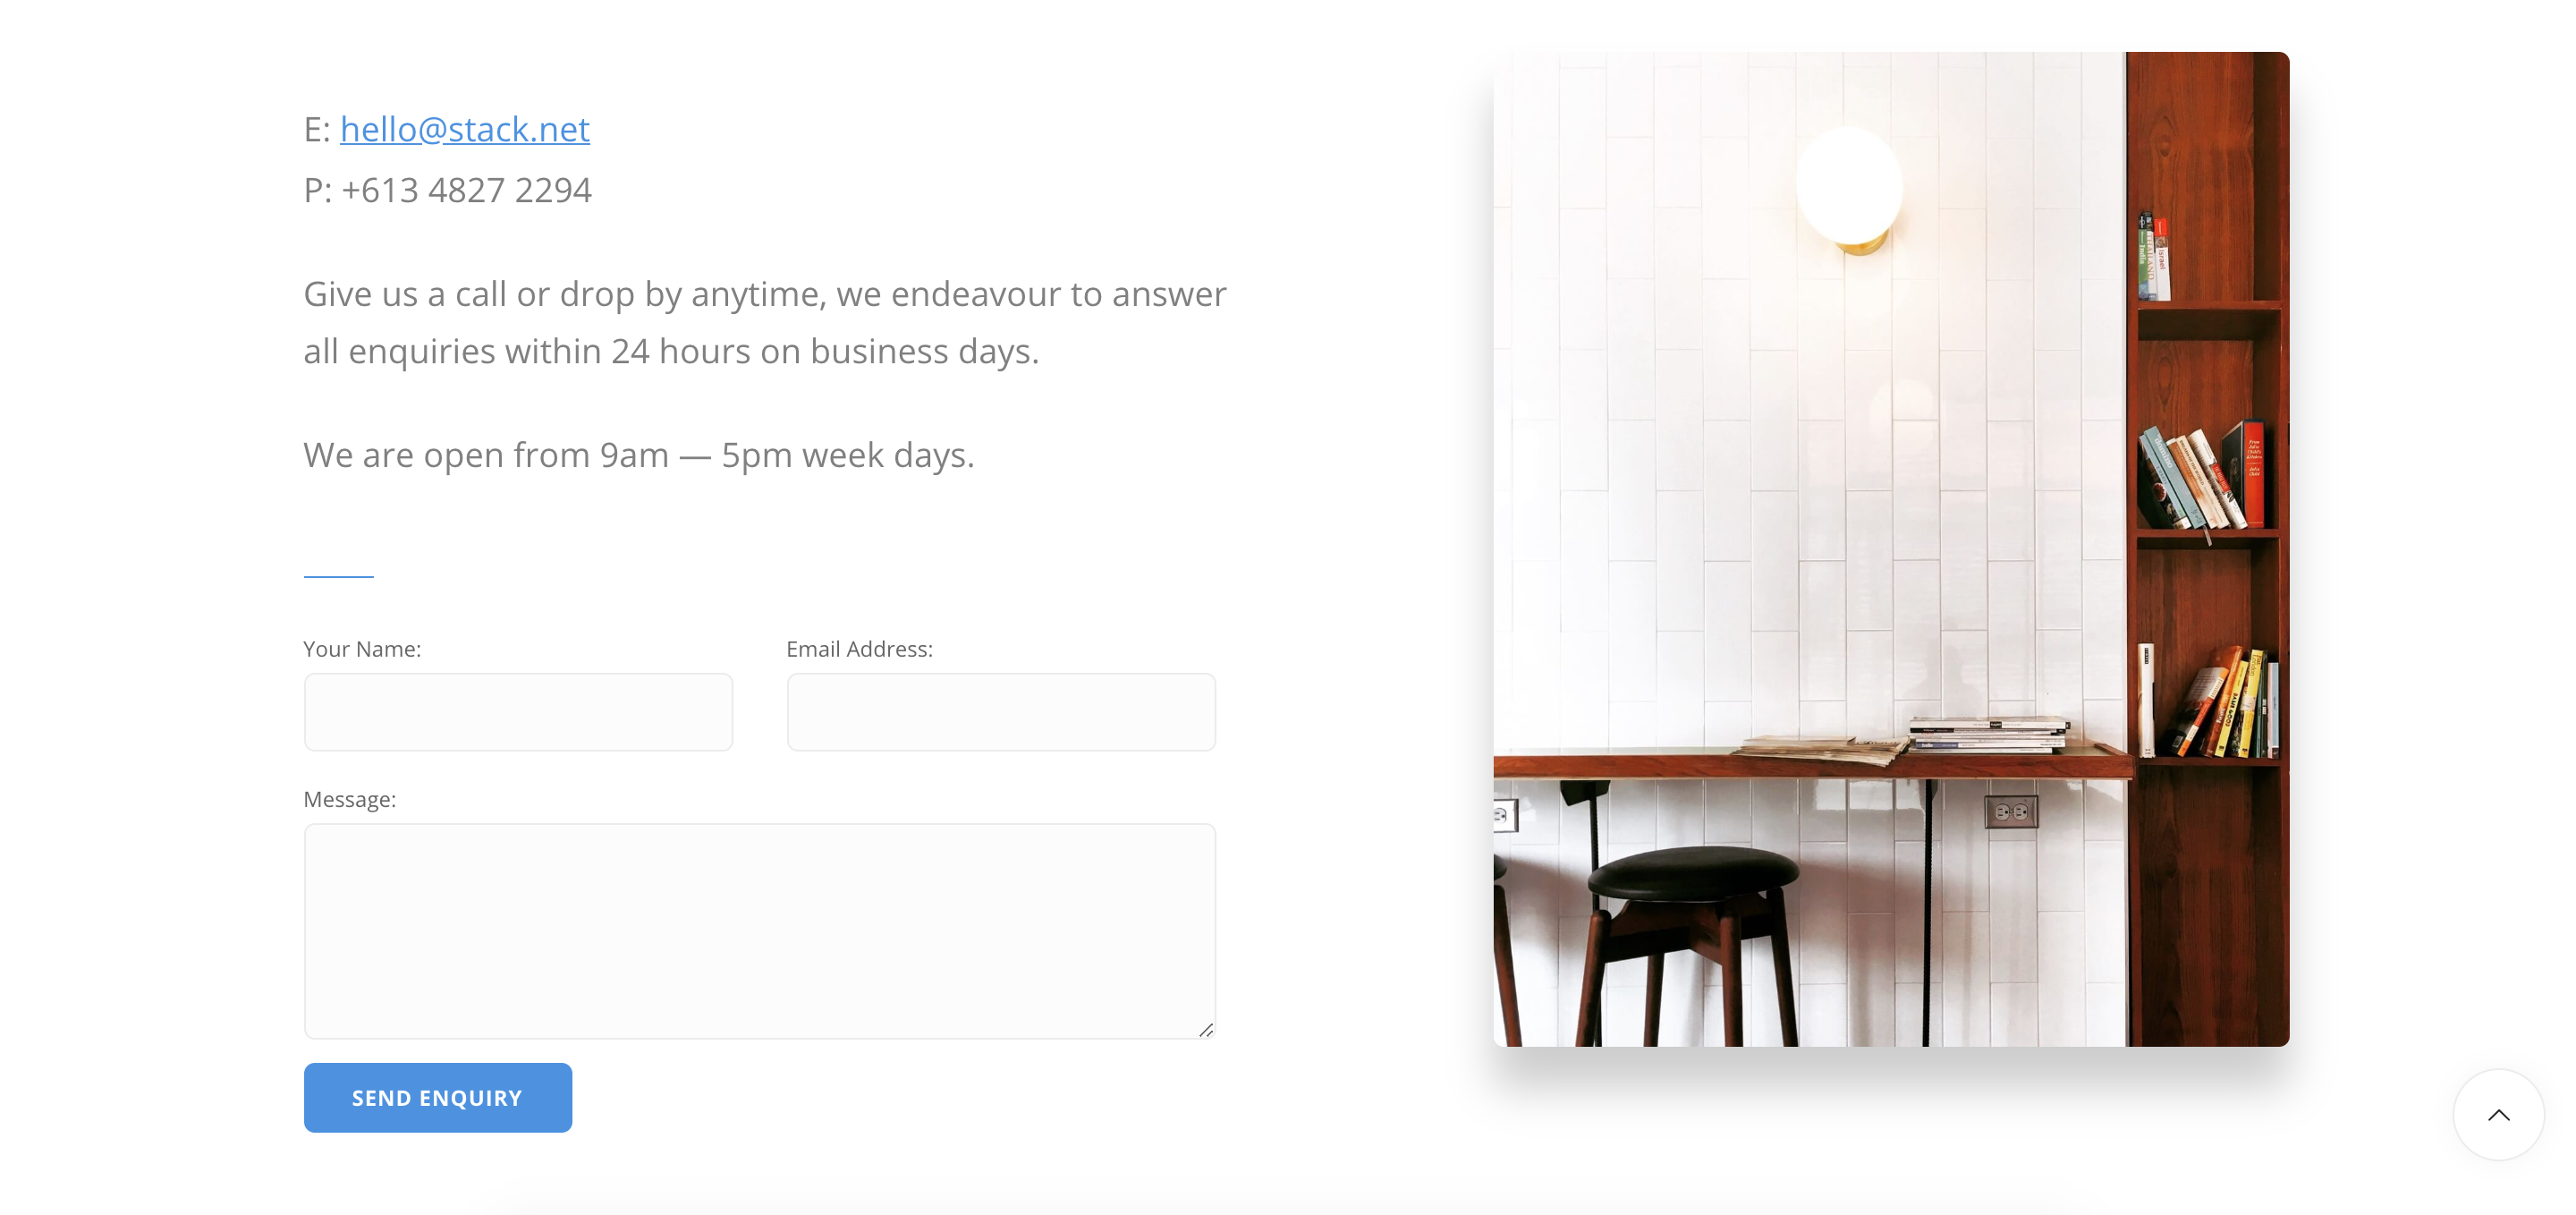 E: hello@stack.net
P: +613 4827 2294
Give us a call or drop by anytime, we endeavour to answer
all enquiries within 24 hours on business days.
We are open from 9am — 5pm week days.
Your Name:
Email Address:
Message:
SEND ENQUIRY